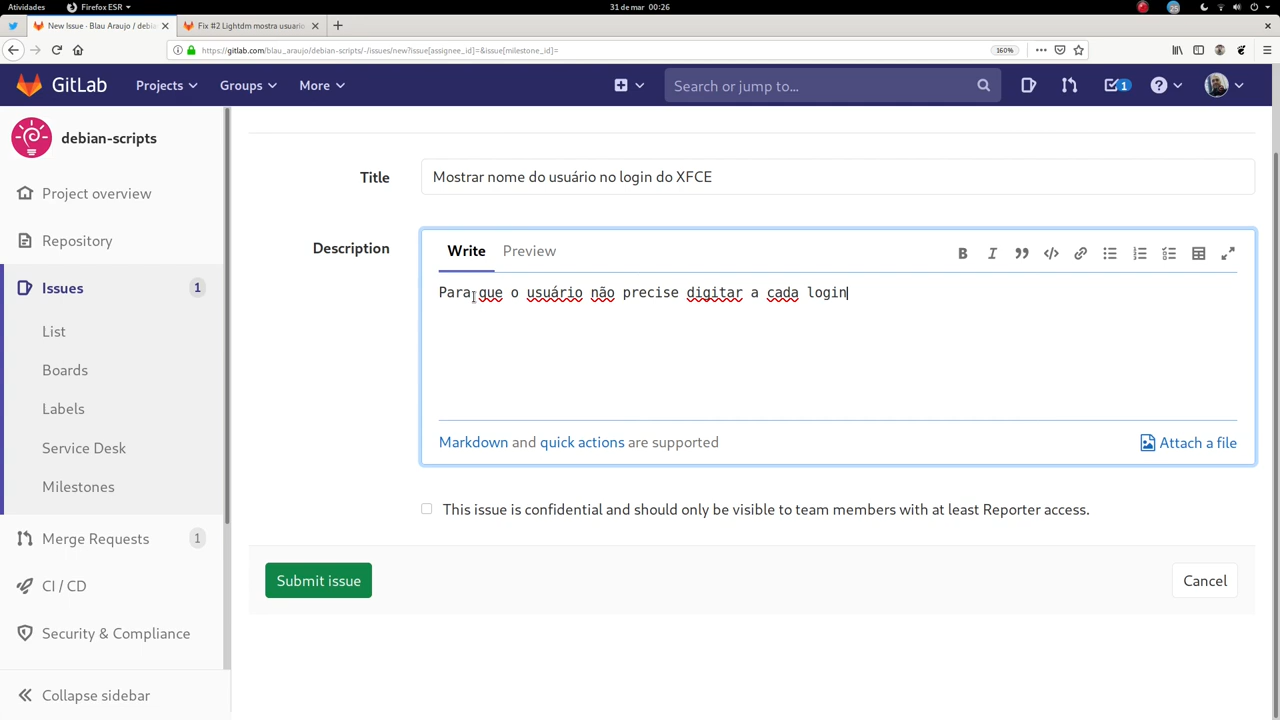 Atividades Firefox ESR 31 de mar 00:26
New Issue · Blau Araujo / debia Fix #2 Lightdm mostra usuario
https://gitlab.com/blau_araujo/debian-scripts/-/issues/new?issue[assignee_id]=&issue[milestone_id]= 160%
GitLab Projects Groups More Search or jump to... 1
debian-scripts
Project overview
Repository
Issues 1
List
Boards
Labels
Service Desk
Milestones
Merge Requests 1
CI / CD
Security & Compliance
Collapse sidebar
Title Mostrar nome do usuário no login do XFCE
Description Write Preview
Para que o usuário não precise digitar a cada login
Markdown and quick actions are supported Attach a file
This issue is confidential and should only be visible to team members with at least Reporter access.
Submit issue Cancel